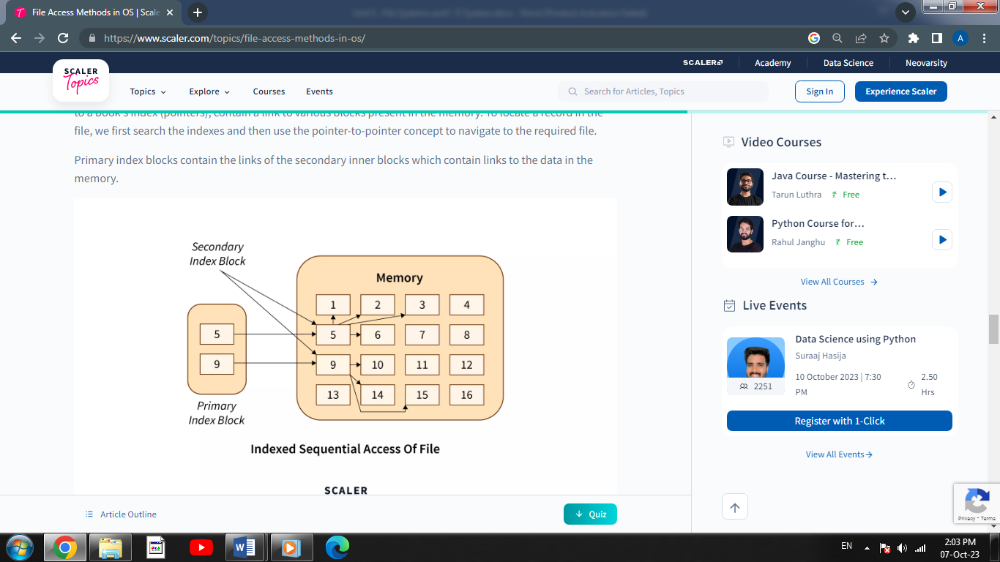 File Access Methods in OS | Scale
https://www.scaler.com/topics/file-access-methods-in-os/
A
SCALER
Academy
Data Science
Neovarsity
SCALER
Topics
Topics
Explore
Courses
Events
Search for Articles, Topics
Sign In
Experience Scaler
to a book's index (pointers), contain a link to various blocks present in the memory. To locate a record in the
file, we first search the indexes and then use the pointer-to-pointer concept to navigate to the required file.
Primary index blocks contain the links of the secondary inner blocks which contain links to the data in the
memory.
Secondary
Index Block
Memory
1 2 3 4
5 5 6 7 8
9 9 10 11 12
13 14 15 16
Primary
Index Block
Indexed Sequential Access Of File
SCALER
Article Outline
Quiz
Video Courses
Java Course - Mastering t...
Tarun Luthra ₹ Free
Python Course for...
Rahul Janghu ₹ Free
View All Courses
Live Events
Data Science using Python
Suraaj Hasija
2251
10 October 2023 | 7:30
PM
2.50
Hrs
Register with 1-Click
View All Events
Privacy - Terms
EN
2:03 PM
07-Oct-23